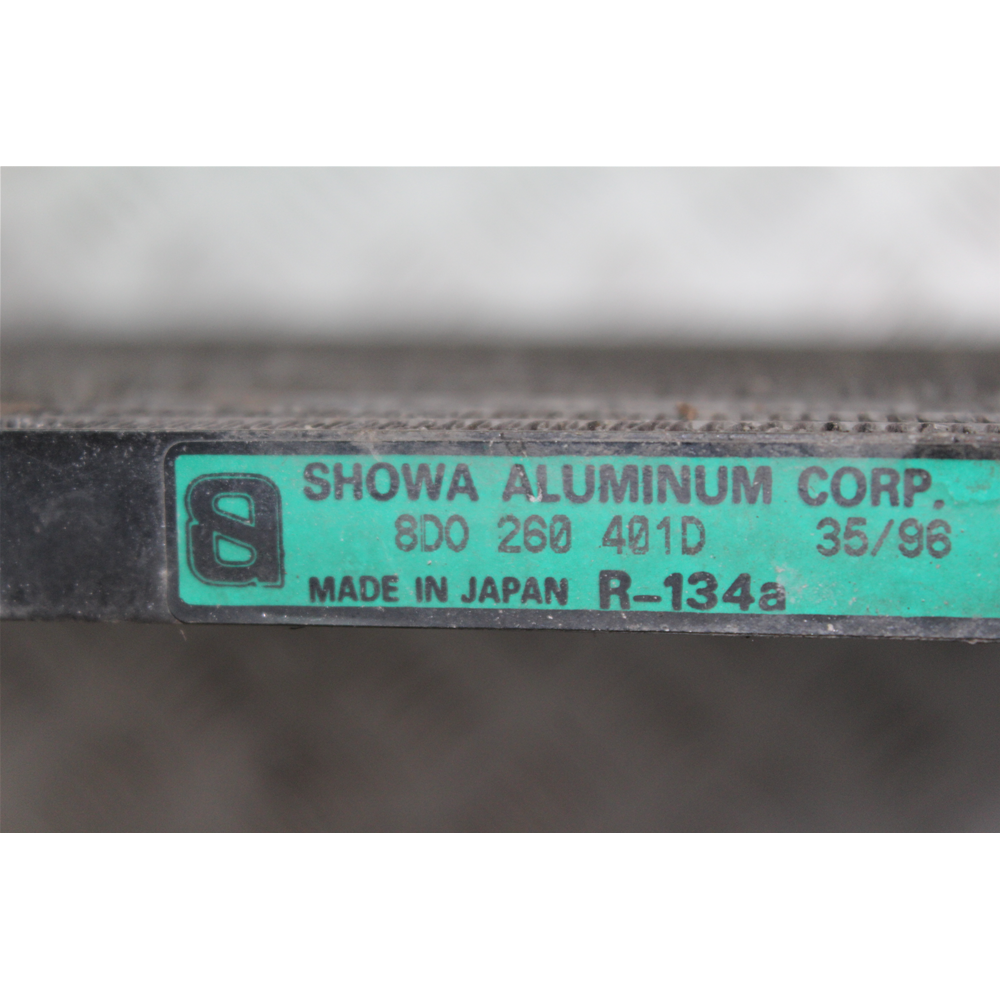 SHOWA ALUMINUM CORP.
8D0 260 401D 35/96
MADE IN JAPAN R-134a